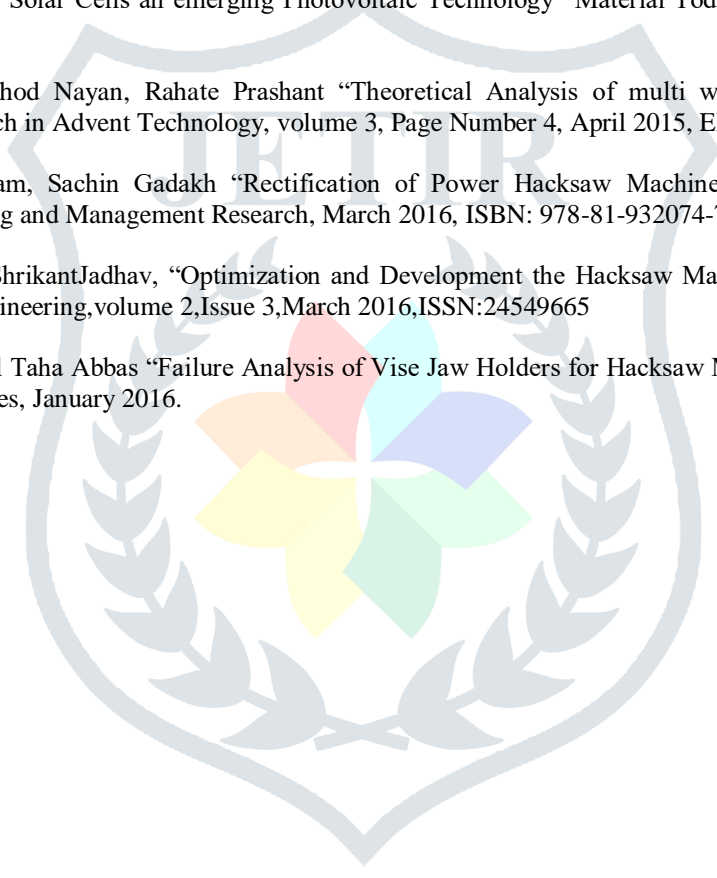 Solar Cells an emerging Photovoltaic Technology” Material Tod
hod Nayan, Rahate Prashant “Theoretical Analysis of multi w
ch in Advent Technology, volume 3, Page Number 4, April 2015, E
JETIR
am, Sachin Gadakh “Rectification of Power Hacksaw Machine
g and Management Research, March 2016, ISBN: 978-81-932074-
ShrikantJadhav, “Optimization and Development the Hacksaw Ma
ineering,volume 2,Issue 3,March 2016,ISSN:24549665
l Taha Abbas “Failure Analysis of Vise Jaw Holders for Hacksaw
es, January 2016.